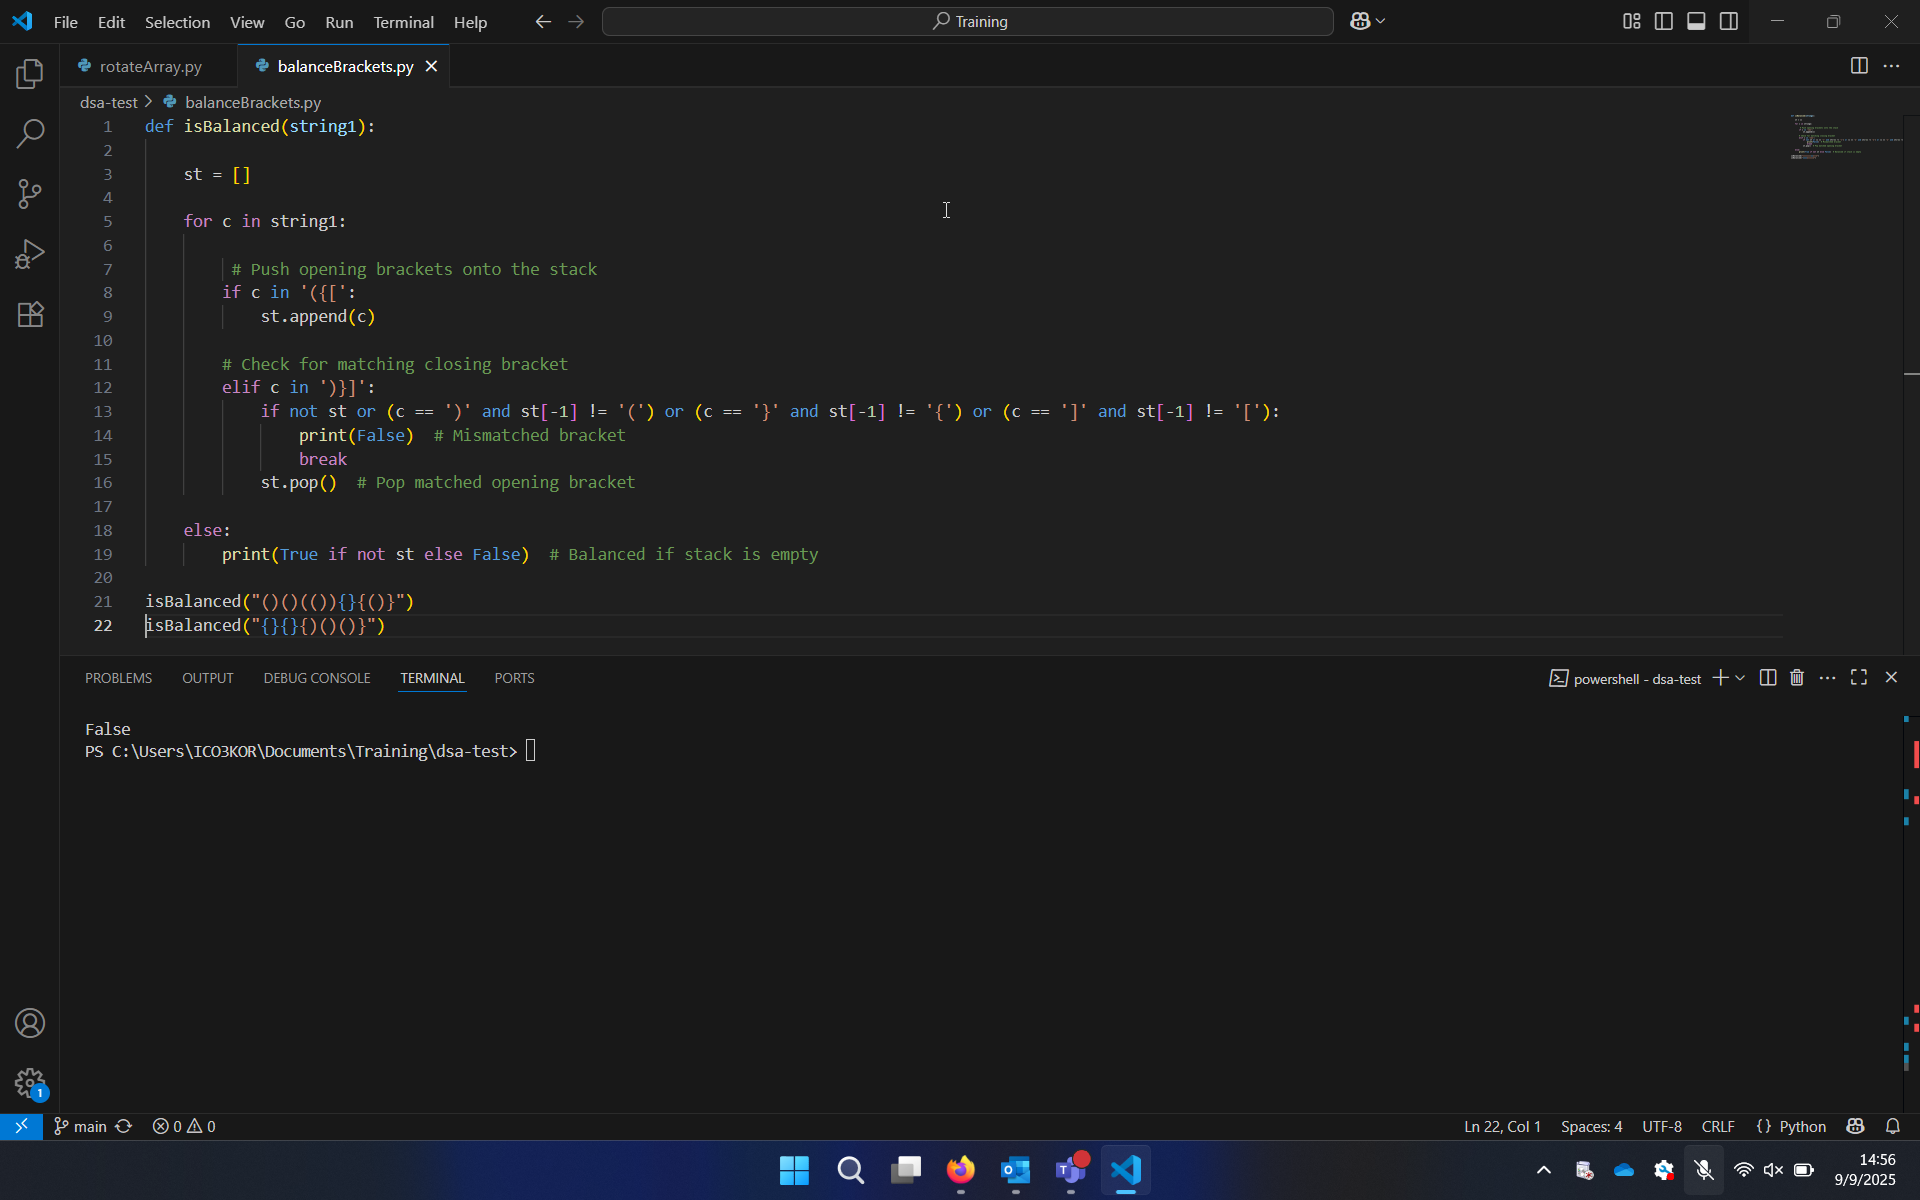 File Edit Selection View Go Run Terminal Help
Training
rotateArray.py
balanceBrackets.py
dsa-test > balanceBrackets.py
1 def isBalanced(string1):
2
3 st = []
4
5 for c in string1:
6
7 # Push opening brackets onto the stack
8 if c in '({[':
9 st.append(c)
10
11 # Check for matching closing bracket
12 elif c in ')}]':
13 if not st or (c == ')' and st[-1] != '(') or (c == '}' and st[-1] != '{') or (c == ']' and st[-1] != '['):
14 print(False) # Mismatched bracket
15 break
16 st.pop() # Pop matched opening bracket
17
18 else:
19 print(True if not st else False) # Balanced if stack is empty
20
21 isBalanced("()()(()){}{()}")
22 isBalanced("{}{}{)()()}")
PROBLEMS OUTPUT DEBUG CONSOLE TERMINAL PORTS
powershell - dsa-test
False
PS C:\Users\ICO3KOR\Documents\Training\dsa-test>
1
main 0 0
Ln 22, Col 1 Spaces: 4 UTF-8 CRLF {} Python
14:56
9/9/2025